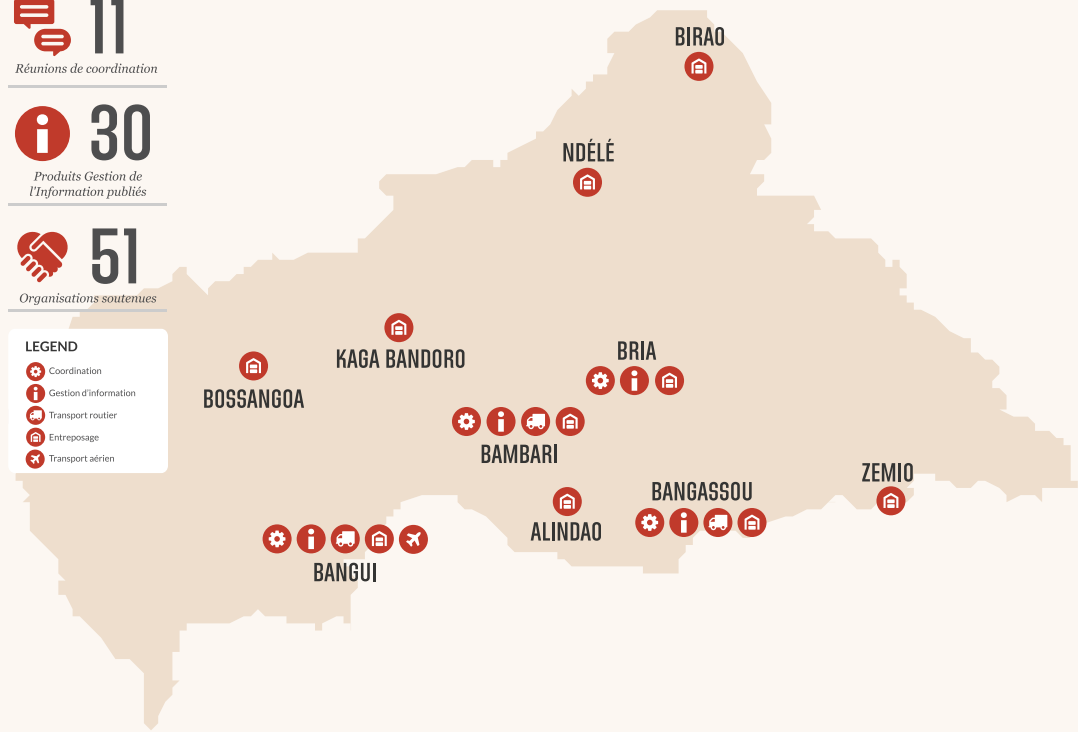 11
Réunions de coordination
30
Produits Gestion de
l'Information publiés
51
Organisations soutenues
LEGEND
Coordination
Gestion d'information
Transport routier
Entreposage
Transport aérien
BIRAO
NDÉLÉ
KAGA BANDORO
BOSSANGOA
BRIA
BAMBARI
ZEMIO
BANGASSOU
ALINDAO
BANGUI